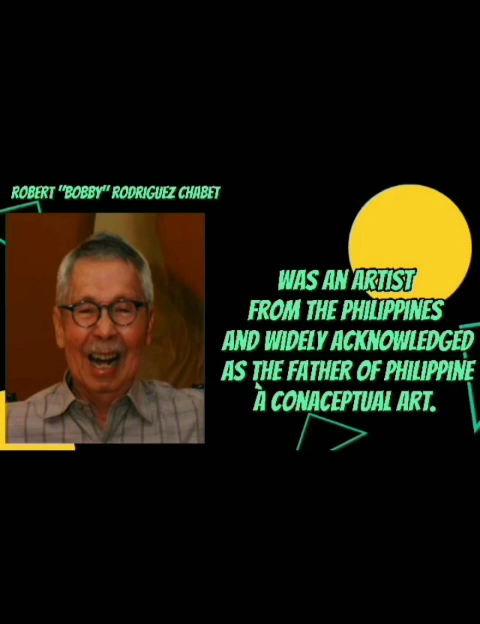 ROBERT "BOBBY" RODRIGUEZ CHABET
WAS AN ARTIST
FROM THE PHILIPPINES
AND WIDELY ACKNOWLEDGED
AS THE FATHER OF PHILIPPINE
À CONACEPTUAL ART.